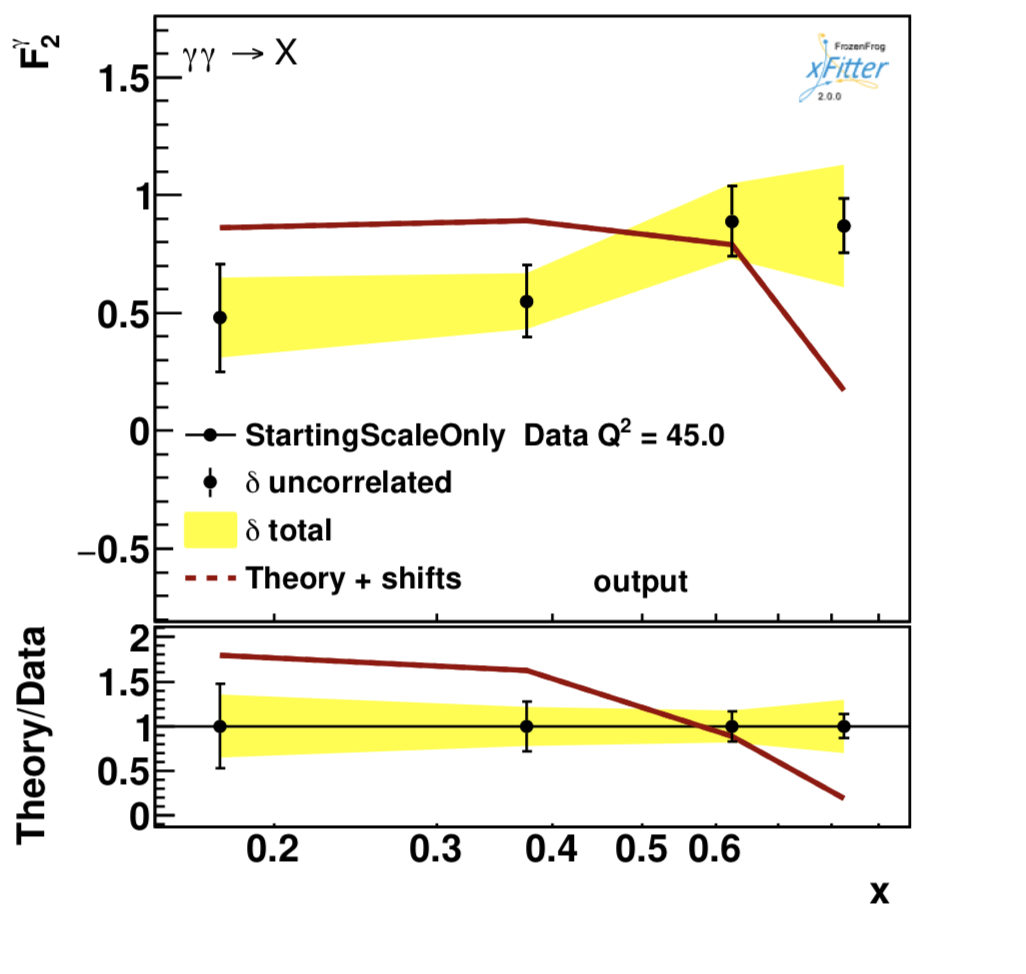 F₂^γ
γγ → X
FrozenFrog
xFitter
2.0.0
1.5
1
0.5
0
−0.5
StartingScaleOnly Data Q² = 45.0
δ uncorrelated
δ total
Theory + shifts output
Theory/Data
2
1.5
1
0.5
0
0.2 0.3 0.4 0.5 0.6
x